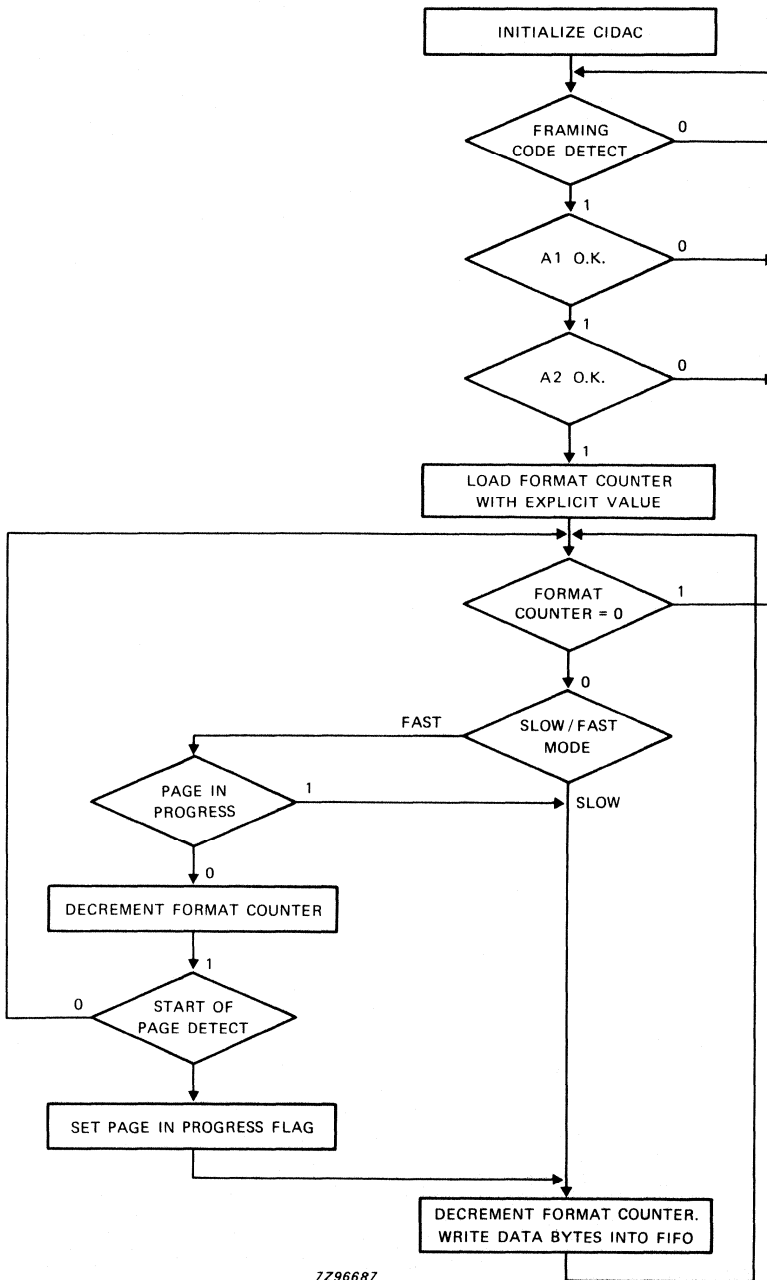 INITIALIZE CIDAC
FRAMING
CODE DETECT
0
1
A1 O.K.
0
1
A2 O.K.
0
1
LOAD FORMAT COUNTER
WITH EXPLICIT VALUE
FORMAT
COUNTER = 0
1
0
FAST
SLOW/FAST
MODE
PAGE IN
PROGRESS
1
SLOW
0
DECREMENT FORMAT COUNTER
1
0
START OF
PAGE DETECT
SET PAGE IN PROGRESS FLAG
DECREMENT FORMAT COUNTER.
WRITE DATA BYTES INTO FIFO
7Z96687